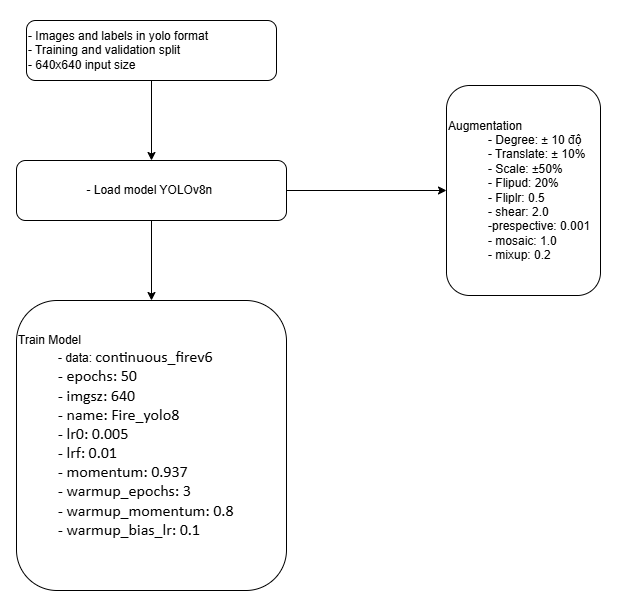 - Images and labels in yolo format
- Training and validation split
- 640x640 input size
- Load model YOLOv8n
Augmentation
- Degree: ± 10 độ
- Translate: ± 10%
- Scale: ±50%
- Flipud: 20%
- Fliplr: 0.5
- shear: 2.0
-prespective: 0.001
- mosaic: 1.0
- mixup: 0.2
Train Model
- data: continuous_firev6
- epochs: 50
- imgsz: 640
- name: Fire_yolo8
- lr0: 0.005
- lrf: 0.01
- momentum: 0.937
- warmup_epochs: 3
- warmup_momentum: 0.8
- warmup_bias_lr: 0.1